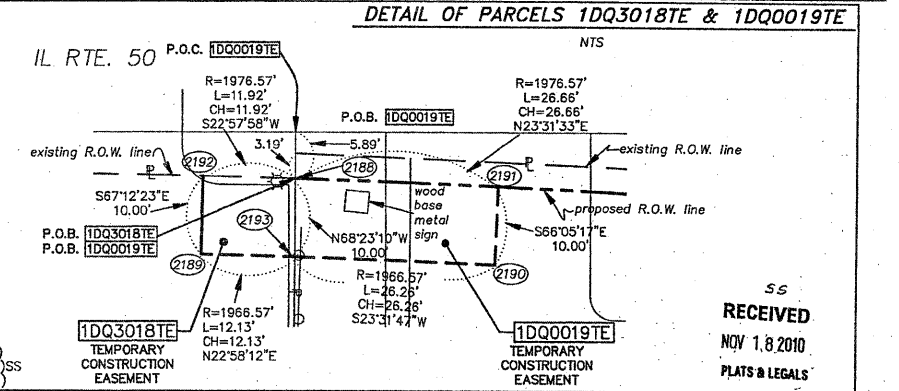 DETAIL OF PARCELS 1DQ3018TE & 1DQ0019TE
NTS
IL RTE. 50
P.O.C. 1DQ0019TE
R=1976.57'
L=11.92'
CH=11.92'
S22°57'58"W
P.O.B. 1DQ0019TE
R=1976.57'
L=26.66'
CH=26.66'
N23°31'33"E
3.19'
5.89'
existing R.O.W. line
existing R.O.W. line
2192
2188
2191
S67°12'23"E
10.00'
wood
base
metal
sign
proposed R.O.W. line
P.O.B. 1DQ3018TE
P.O.B. 1DQ0019TE
2193
N68°23'10"W
10.00'
S66°05'17"E
10.00'
2189
2190
R=1966.57'
L=26.26'
CH=26.26'
S23°31'47"W
R=1966.57'
L=12.13'
CH=12.13'
N22°58'12"E
1DQ3018TE
TEMPORARY
CONSTRUCTION
EASEMENT
1DQ0019TE
TEMPORARY
CONSTRUCTION
EASEMENT
SS
RECEIVED
NOV 18 2010
PLATS & LEGALS
)SS